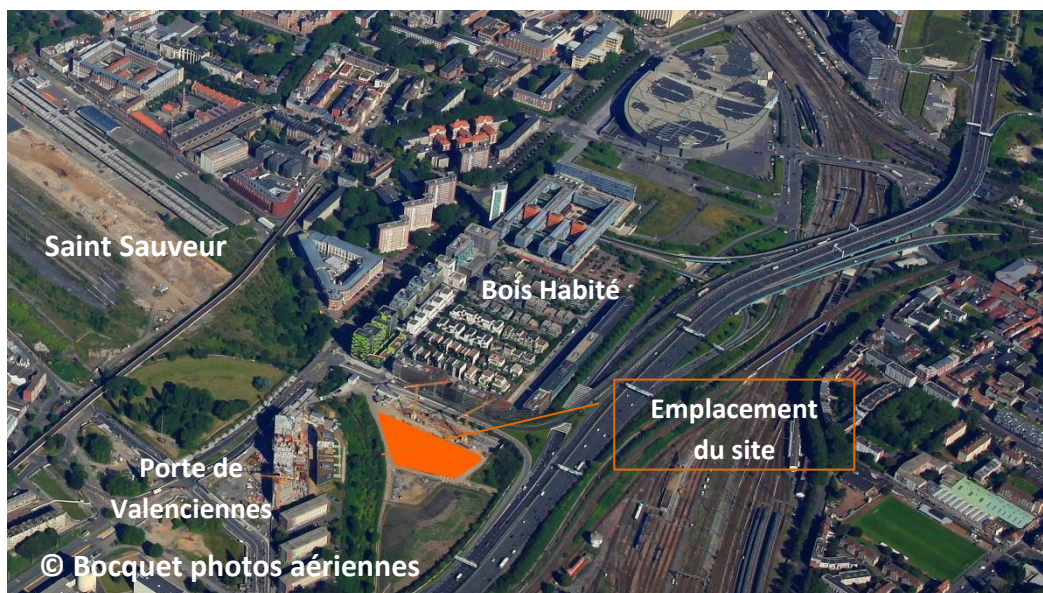 Saint Sauveur
Bois Habité
Emplacement
du site
Porte de
Valenciennes
© Bocquet photos aériennes